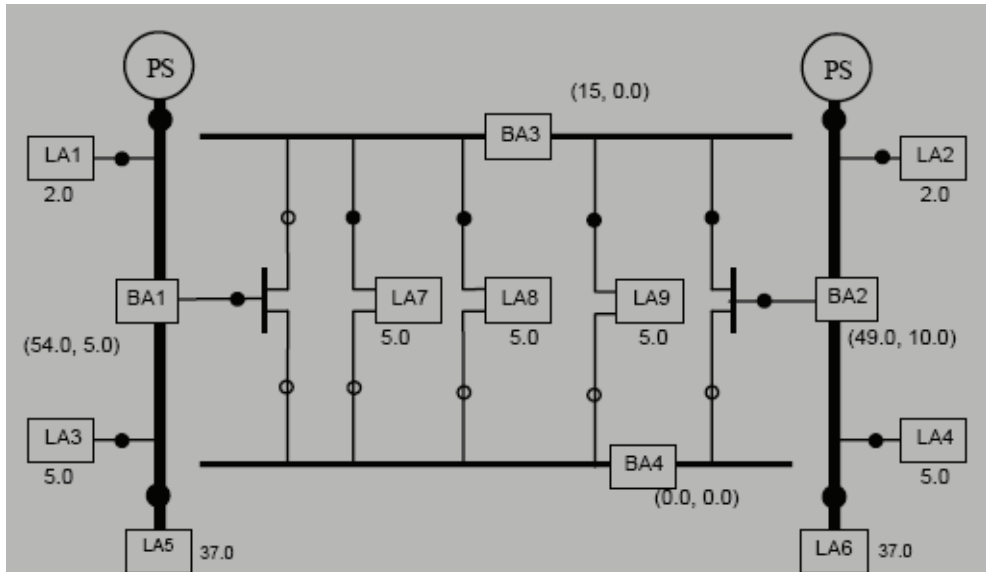 PS
PS
(15, 0.0)
BA3
LA1
2.0
LA2
2.0
BA1
LA7
5.0
LA8
5.0
LA9
5.0
BA2
(54.0, 5.0)
(49.0, 10.0)
LA3
5.0
LA4
5.0
BA4
(0.0, 0.0)
LA5
37.0
LA6
37.0